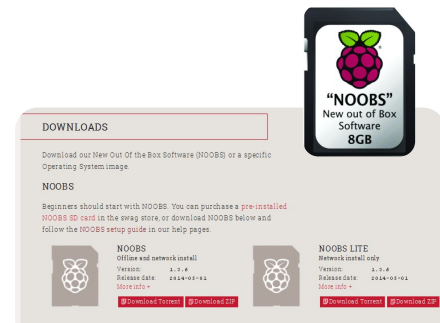 “NOOBS”
New out of Box
Software
8GB
DOWNLOADS
Download our New Out Of the Box Software (NOOBS) or a specific
Operating System image.
NOOBS
Beginners should start with NOOBS. You can purchase a pre-installed
NOOBS SD card in the swag store, or download NOOBS below and
follow the NOOBS setup guide in our help pages.
NOOBS
Offline and network install
Version: 1.3.6
Release date: 2014-03-01
More info +
Download Torrent Download ZIP
NOOBS LITE
Network install only
Version: 1.3.6
Release date: 2014-03-01
More info +
Download Torrent Download ZIP